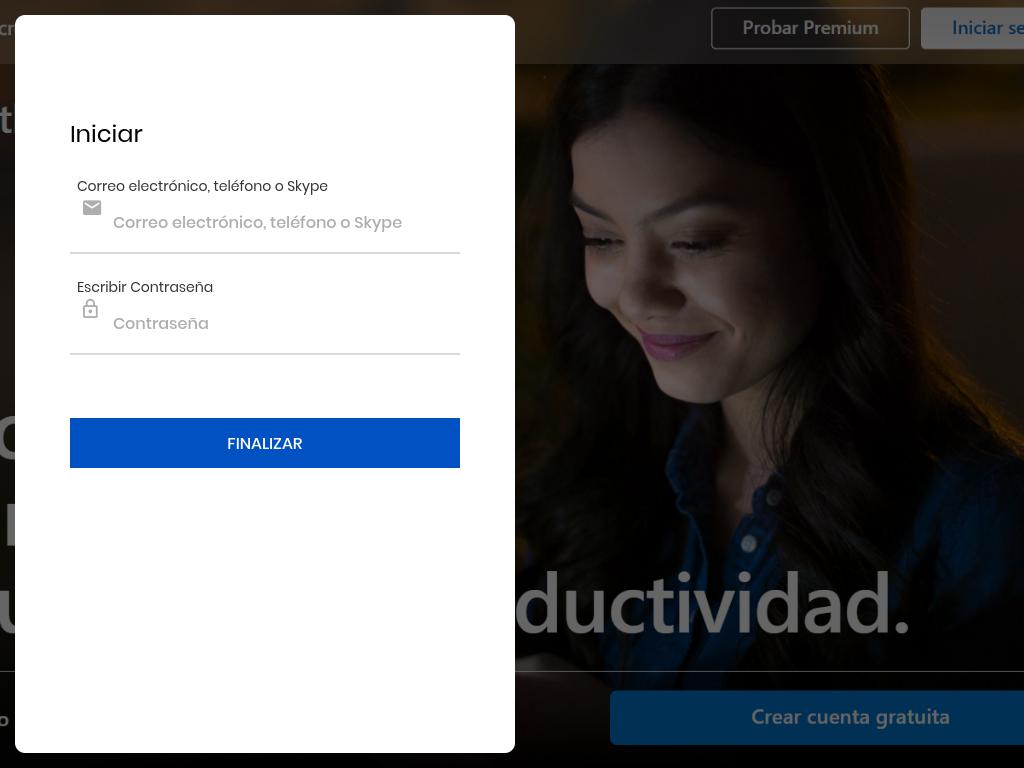 Probar Premium
Iniciar se
Iniciar
Correo electrónico, teléfono o Skype
Correo electrónico, teléfono o Skype
Escribir Contraseña
Contraseña
FINALIZAR
ductividad.
o
Crear cuenta gratuita